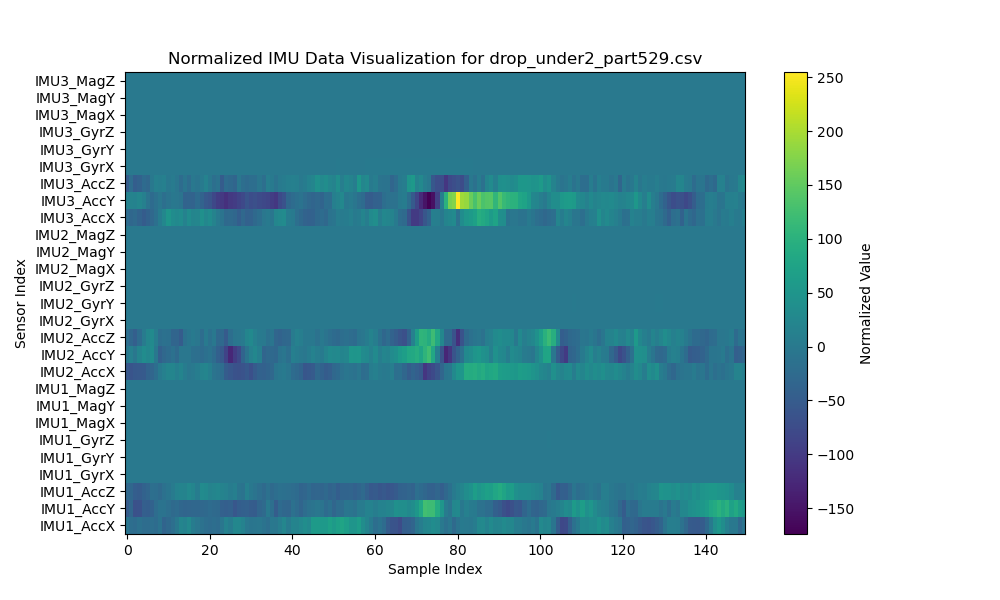 Normalized IMU Data Visualization for drop_under2_part529.csv
IMU3_MagZ
IMU3_MagY
IMU3_MagX
IMU3_GyrZ
IMU3_GyrY
IMU3_GyrX
IMU3_AccZ
IMU3_AccY
IMU3_AccX
IMU2_MagZ
IMU2_MagY
IMU2_MagX
IMU2_GyrZ
IMU2_GyrY
IMU2_GyrX
IMU2_AccZ
IMU2_AccY
IMU2_AccX
IMU1_MagZ
IMU1_MagY
IMU1_MagX
IMU1_GyrZ
IMU1_GyrY
IMU1_GyrX
IMU1_AccZ
IMU1_AccY
IMU1_AccX
Sensor Index
0 20 40 60 80 100 120 140
Sample Index
250
200
150
100
50
0
−50
−100
−150
Normalized Value